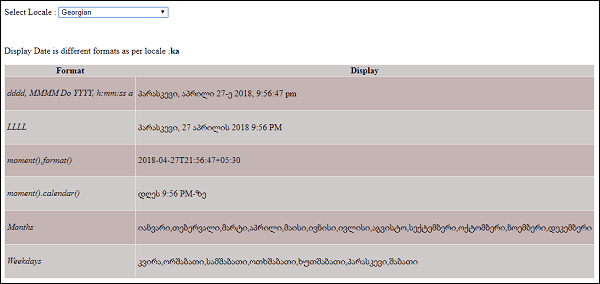 Select Locale : Georgian
Display Date is different formats as per locale :ka
Format Display
dddd, MMMM Do YYYY, h:mm:ss a პარასკევი, აპრილი 27-ე 2018, 9:56:47 pm
LLLL პარასკევი, 27 აპრილის 2018 9:56 PM
moment().format() 2018-04-27T21:56:47+05:30
moment().calendar() დღეს 9:56 PM-ზე
Months იანვარი,თებერვალი,მარტი,აპრილი,მაისი,ივნისი,ივლისი,აგვისტო,სექტემბერი,ოქტომბერი,ნოემბერი,დეკემბერი
Weekdays კვირა,ორშაბათი,სამშაბათი,ოთხშაბათი,ხუთშაბათი,პარასკევი,შაბათი